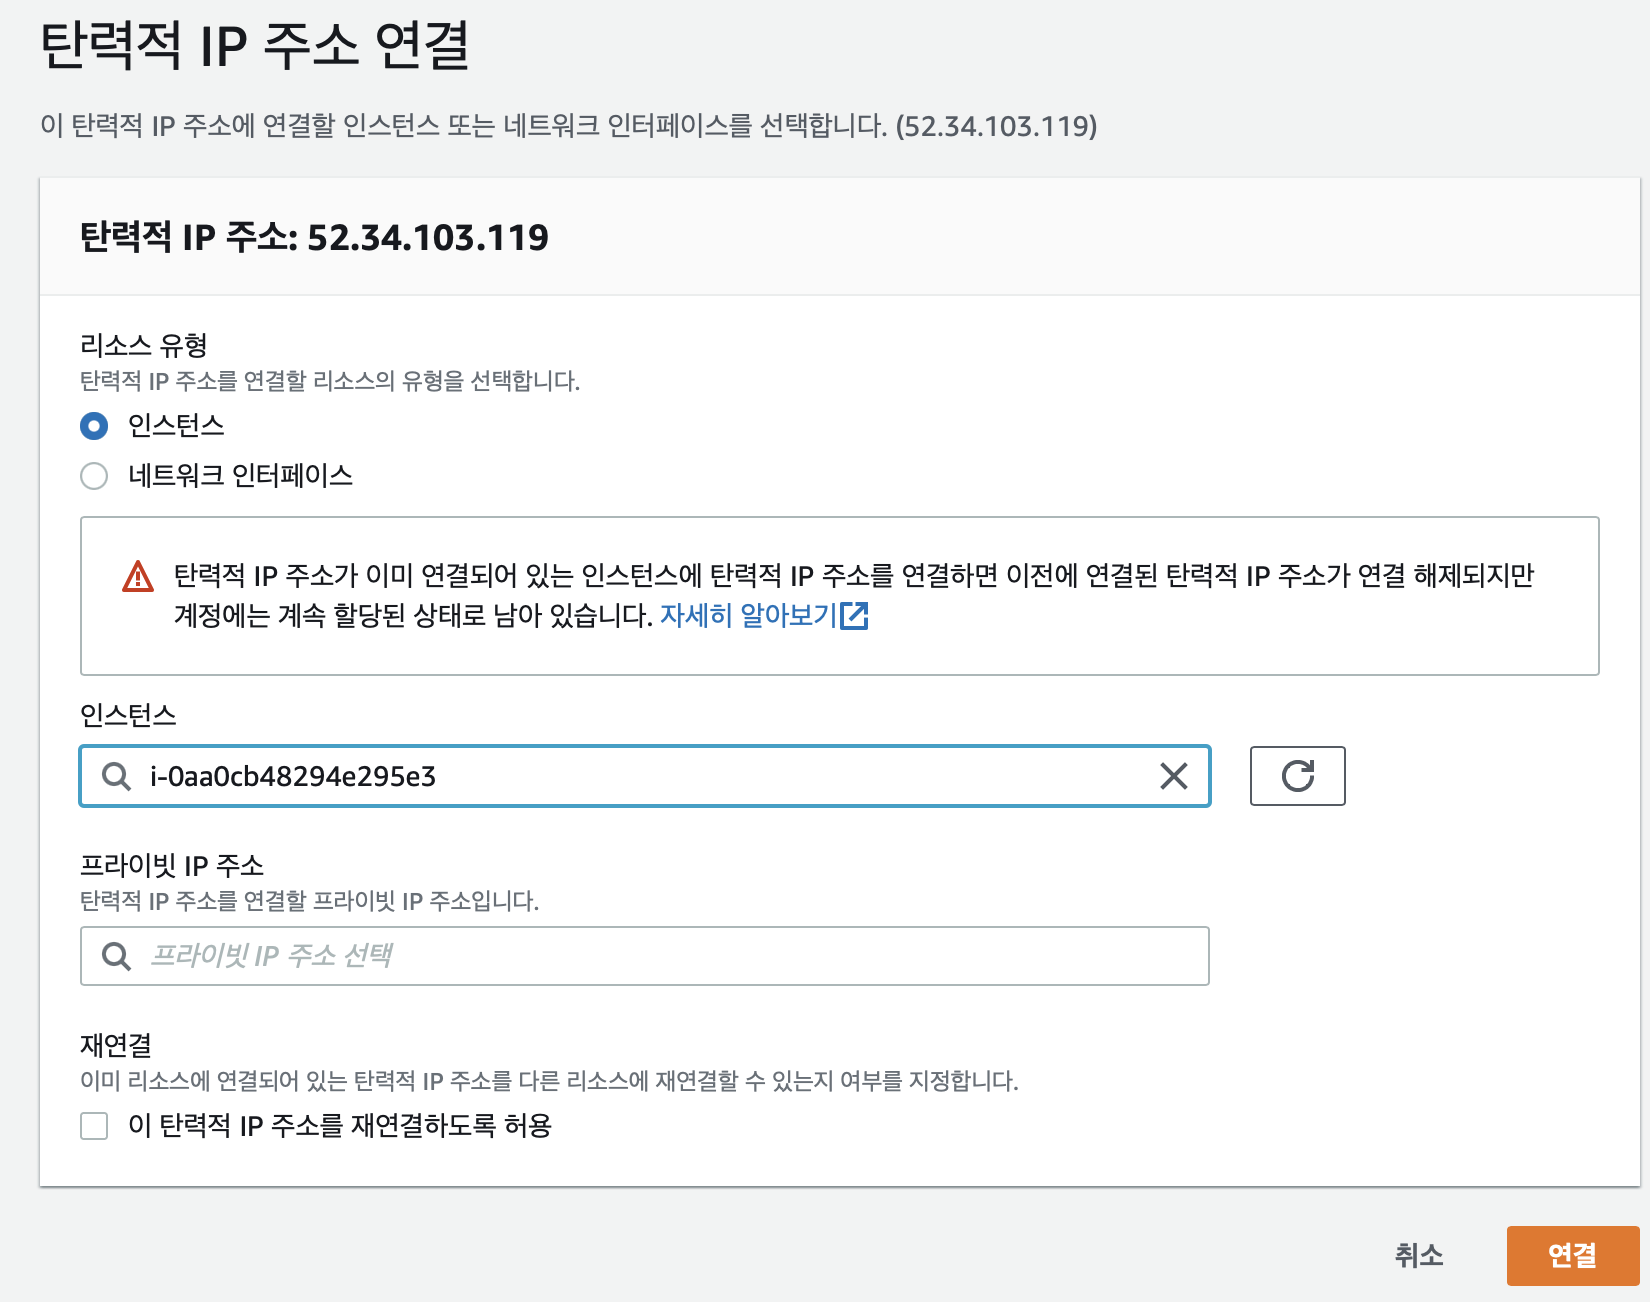 탄력적 IP 주소 연결
이 탄력적 IP 주소에 연결할 인스턴스 또는 네트워크 인터페이스를 선택합니다. (52.34.103.119)
탄력적 IP 주소: 52.34.103.119
리소스 유형
탄력적 IP 주소를 연결할 리소스의 유형을 선택합니다.
인스턴스
네트워크 인터페이스
탄력적 IP 주소가 이미 연결되어 있는 인스턴스에 탄력적 IP 주소를 연결하면 이전에 연결된 탄력적 IP 주소가 연결 해제되지만
계정에는 계속 할당된 상태로 남아 있습니다. 자세히 알아보기
인스턴스
i-0aa0cb48294e295e3
프라이빗 IP 주소
탄력적 IP 주소를 연결할 프라이빗 IP 주소입니다.
프라이빗 IP 주소 선택
재연결
이미 리소스에 연결되어 있는 탄력적 IP 주소를 다른 리소스에 재연결할 수 있는지 여부를 지정합니다.
이 탄력적 IP 주소를 재연결하도록 허용
취소
연결